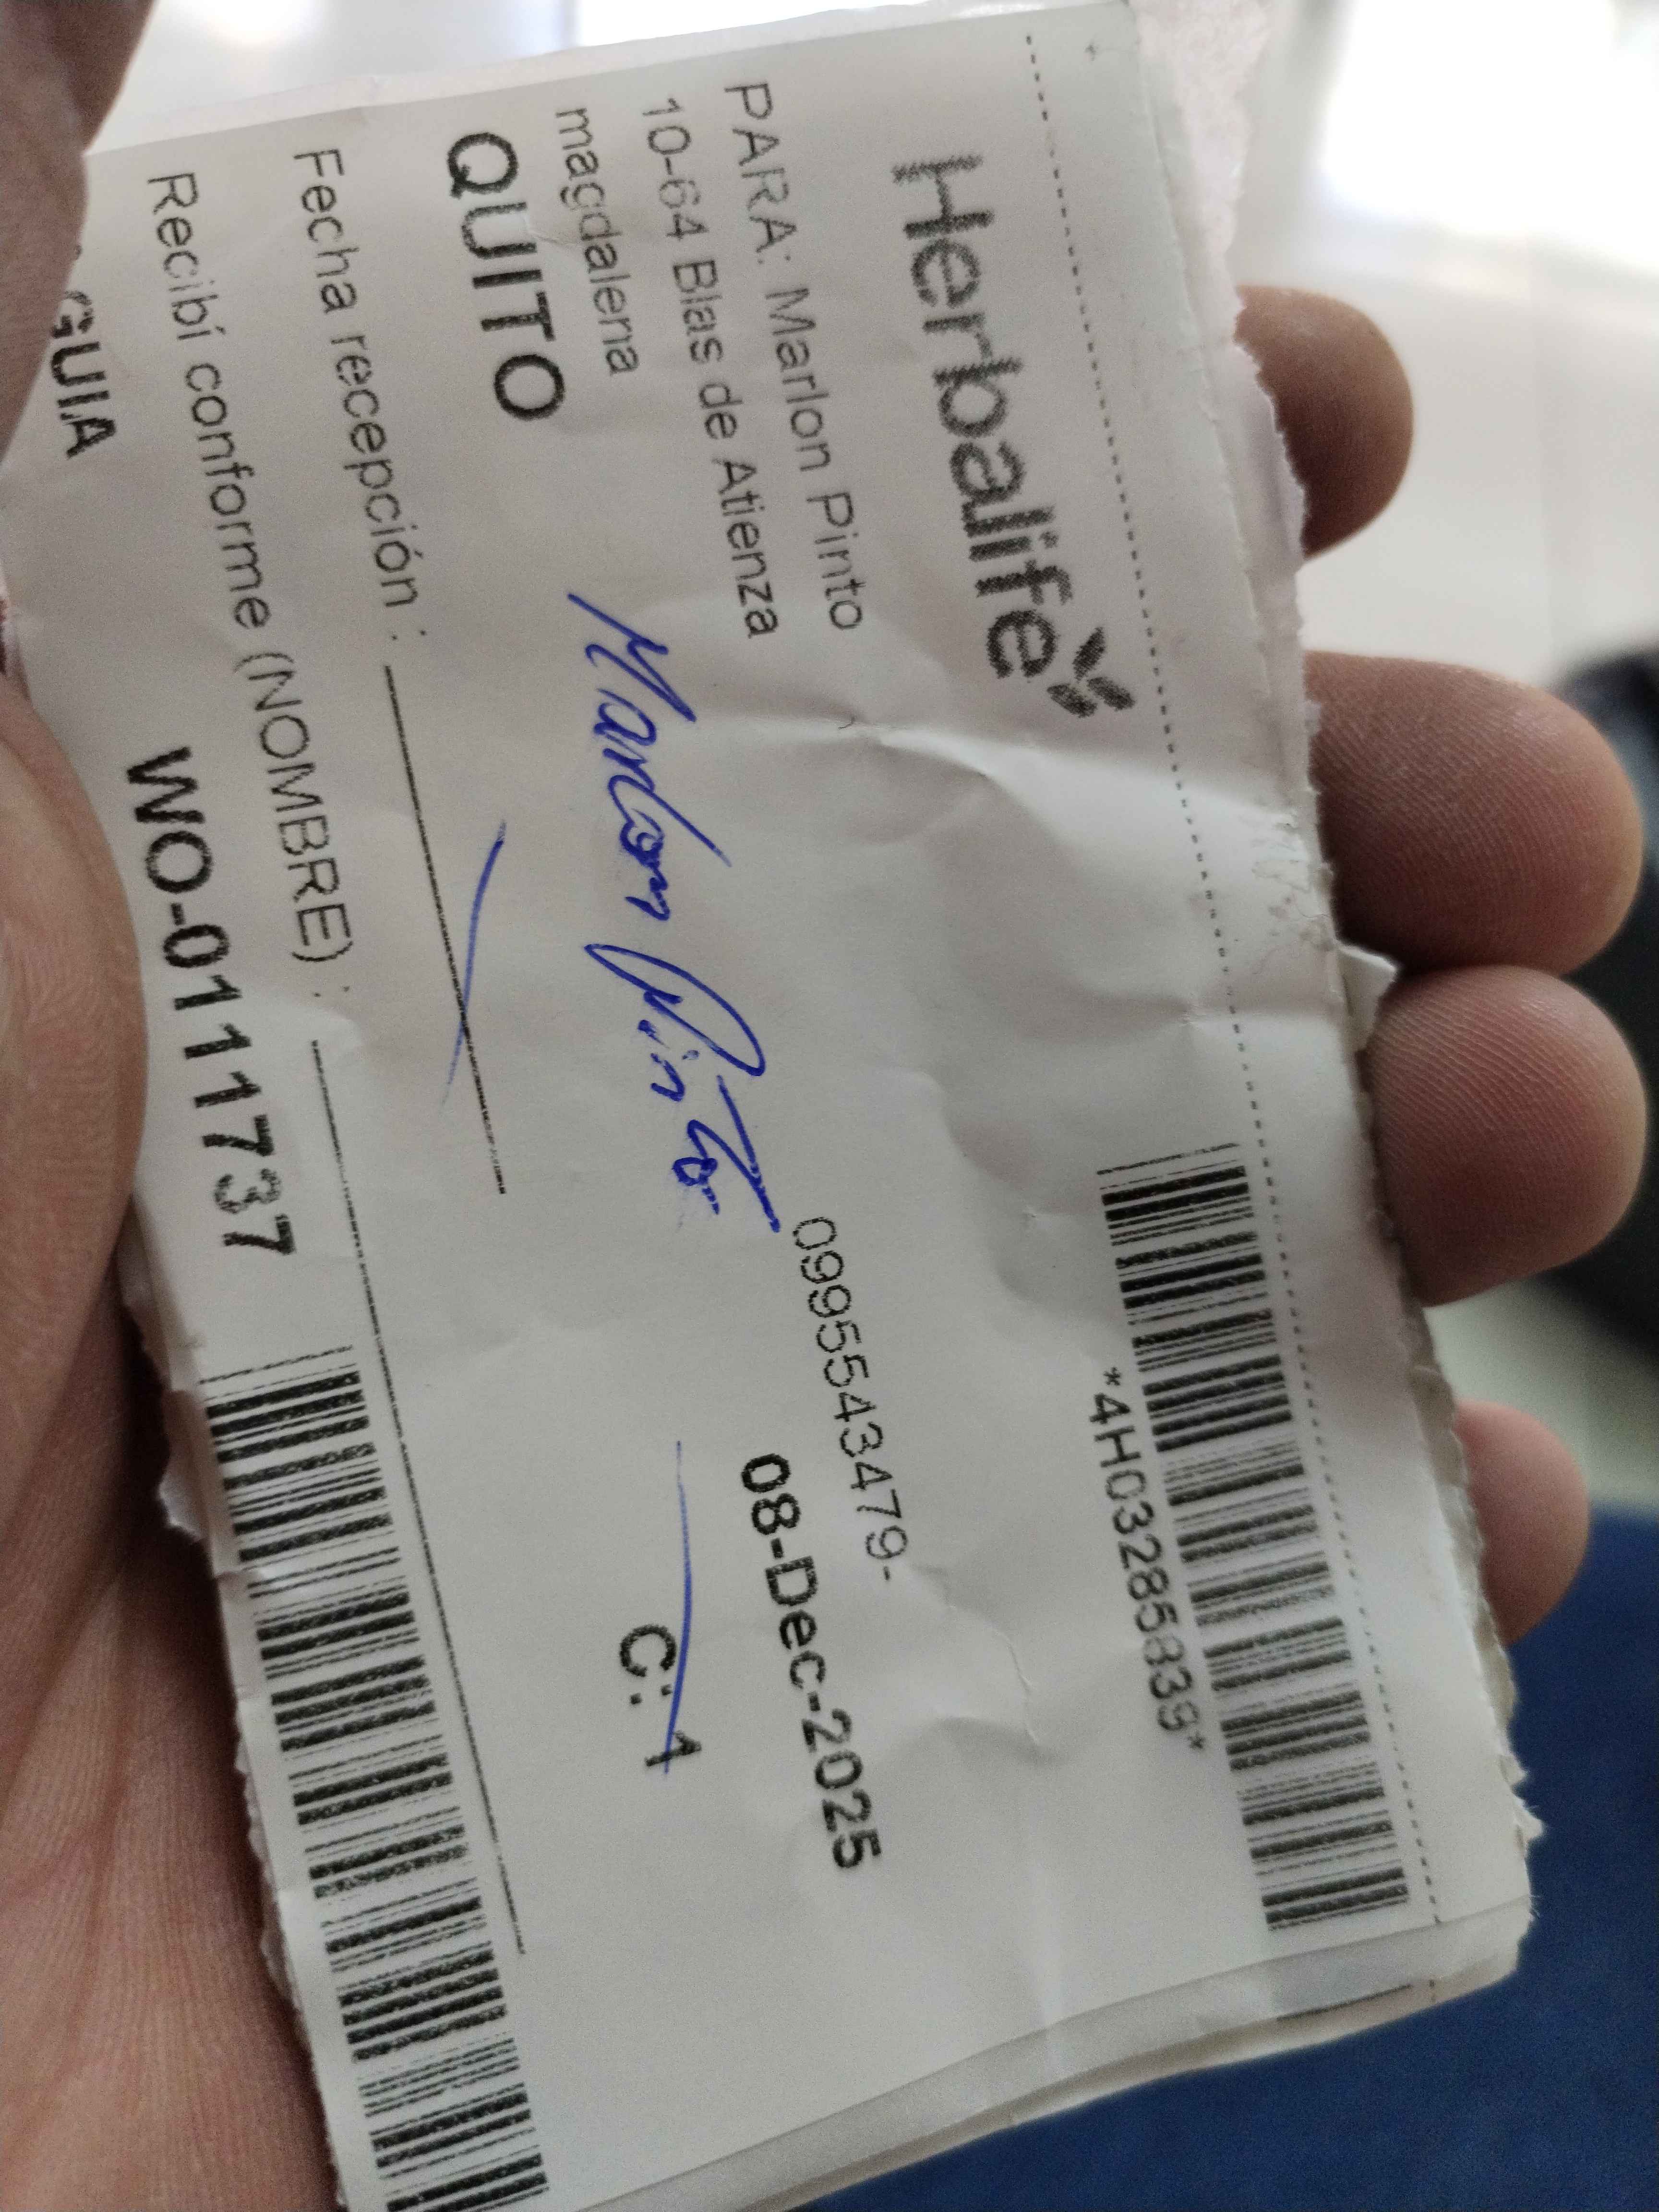 Herbalife
*4H03285839*
PARA: Marlon Pinto
0995543479-
10-64 Blas de Atienza
08-Dec-2025
magdalena
QUITO
Marlon Pinto
C: 1
Fecha recepción :
Recibí conforme (NOMBRE) :
GUIA WO-0111737